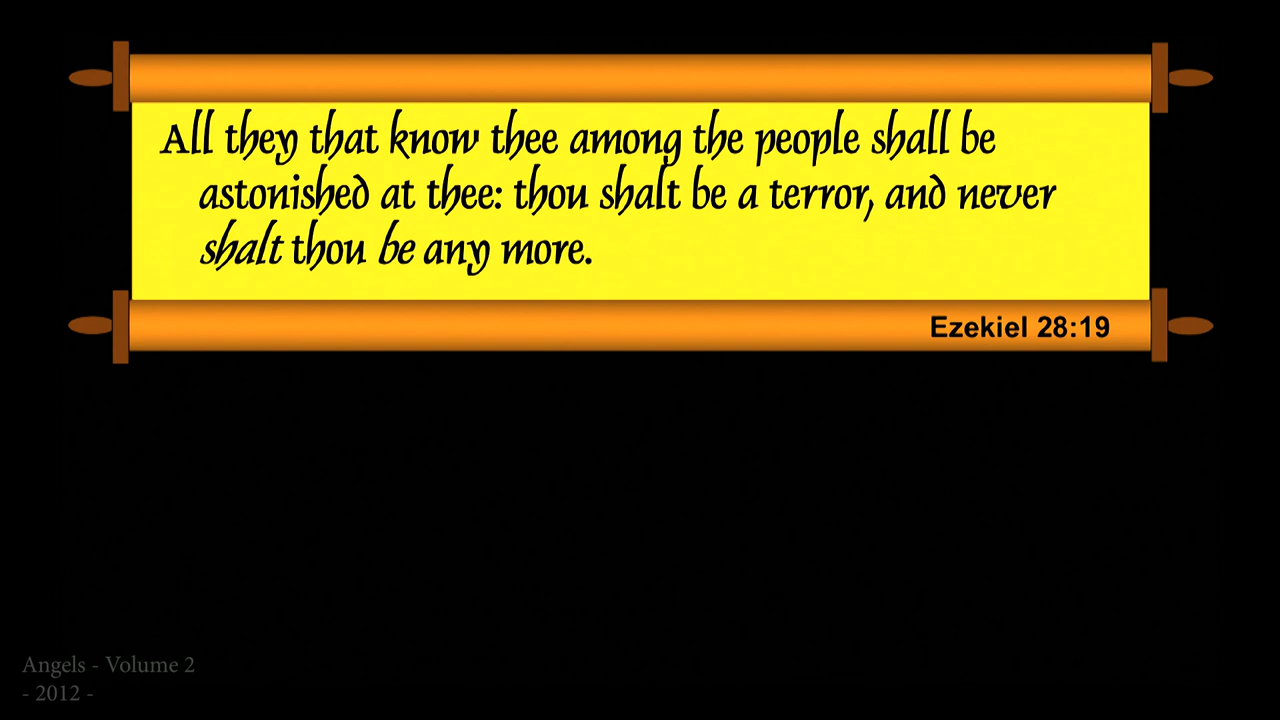 All they that know thee among the people shall be
astonished at thee: thou shalt be a terror, and never
shalt thou be any more.
Ezekiel 28:19
Angels - Volume 2
- 2012 -